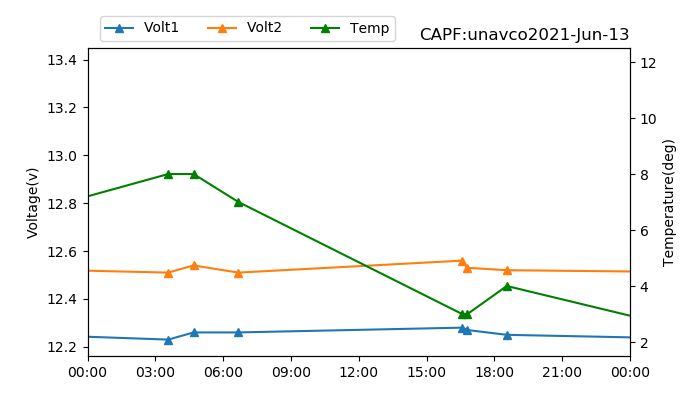 Volt1 Volt2 Temp
CAPF:unavco2021-Jun-13
13.4
13.2
13.0
12.8
12.6
12.4
12.2
Voltage(v)
12
10
8
6
4
2
Temperature(deg)
00:00 03:00 06:00 09:00 12:00 15:00 18:00 21:00 00:00